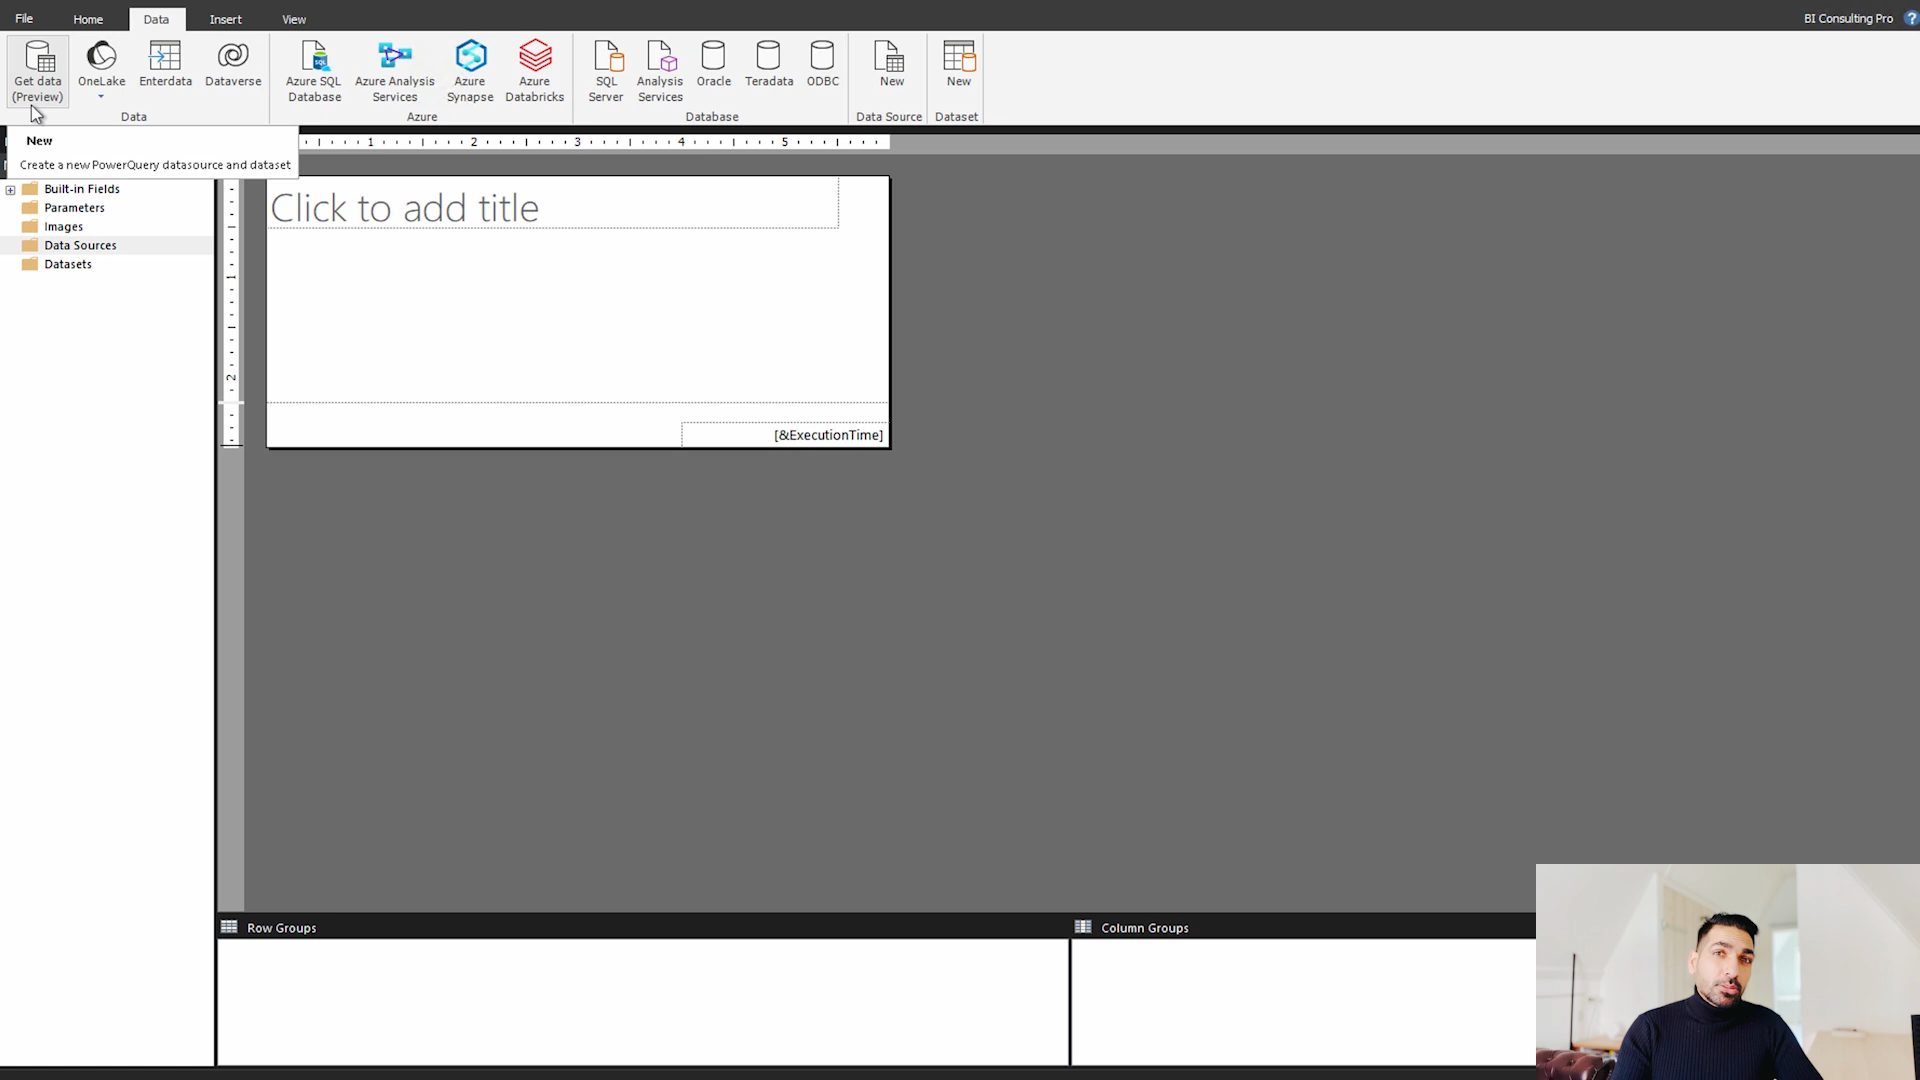 File Home Data Insert View BI Consulting Pro ?
Get data (Preview)
OneLake
Enterdata
Dataverse
Azure SQL Database
Azure Analysis Services
Azure Synapse
Azure Databricks
SQL Server
Analysis Services
Oracle
Teradata
ODBC
New
New
Data
Azure
Database
Data Source
Dataset
New
Create a new PowerQuery datasource and dataset
1 2 3 4 5
Built-in Fields
Parameters
Images
Data Sources
Datasets
1
2
Click to add title
[&ExecutionTime]
Row Groups
Column Groups